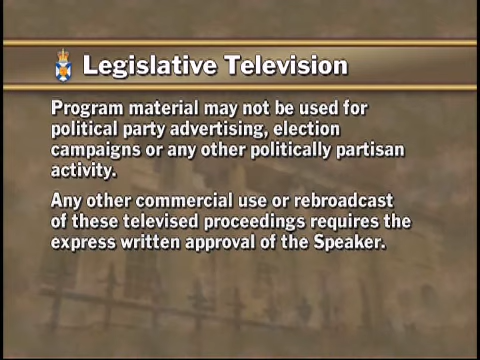 Legislative Television
Program material may not be used for
political party advertising, election
campaigns or any other politically partisan
activity.
Any other commercial use or rebroadcast
of these televised proceedings requires the
express written approval of the Speaker.